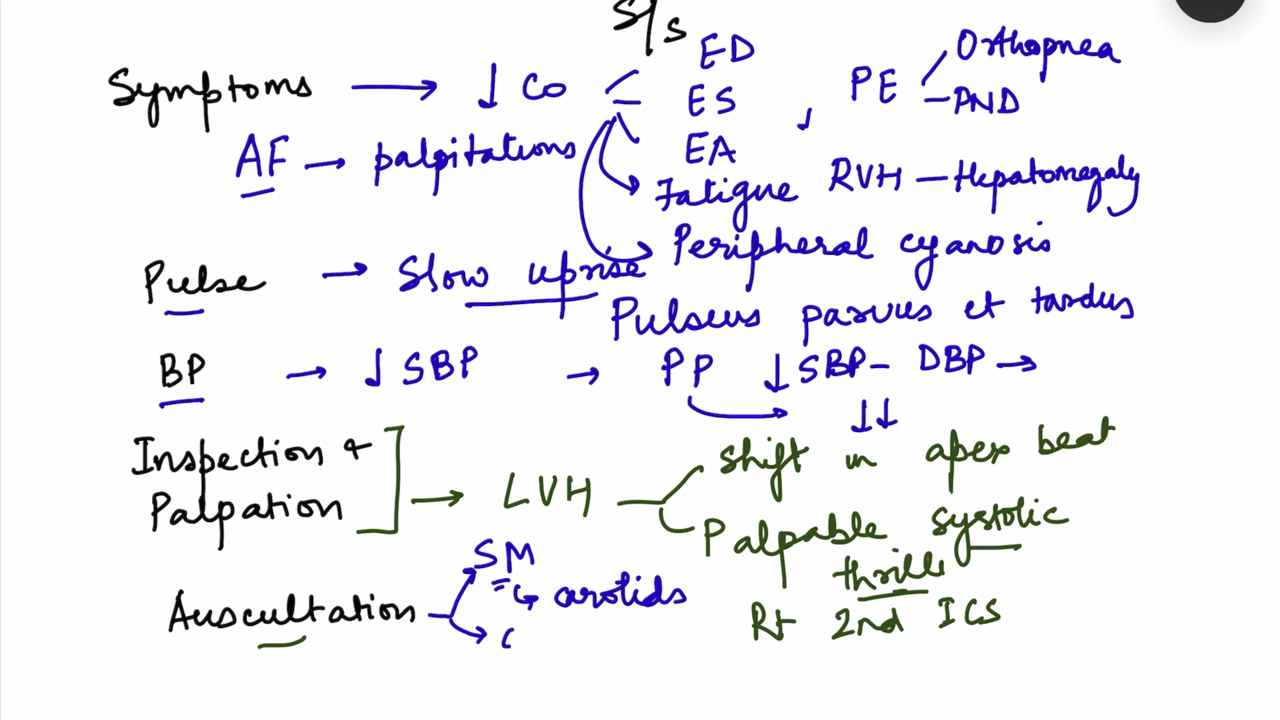 S/s
Symptoms → ↓ CO ED PE Orthopnea
ES PND
AF → palpitations EA
Fatigue RVH — Hepatomegaly
Peripheral cyanosis
Pulse → Slow uprise
Pulseus parvus et tardus
BP → ↓ SBP → PP ↓ SBP - DBP →
↓↓
Inspection + Palpation → LVH
shift in apex beat
Palpable systolic thrill
Rt 2nd ICS
Auscultation SM
↳ carotids
→ C